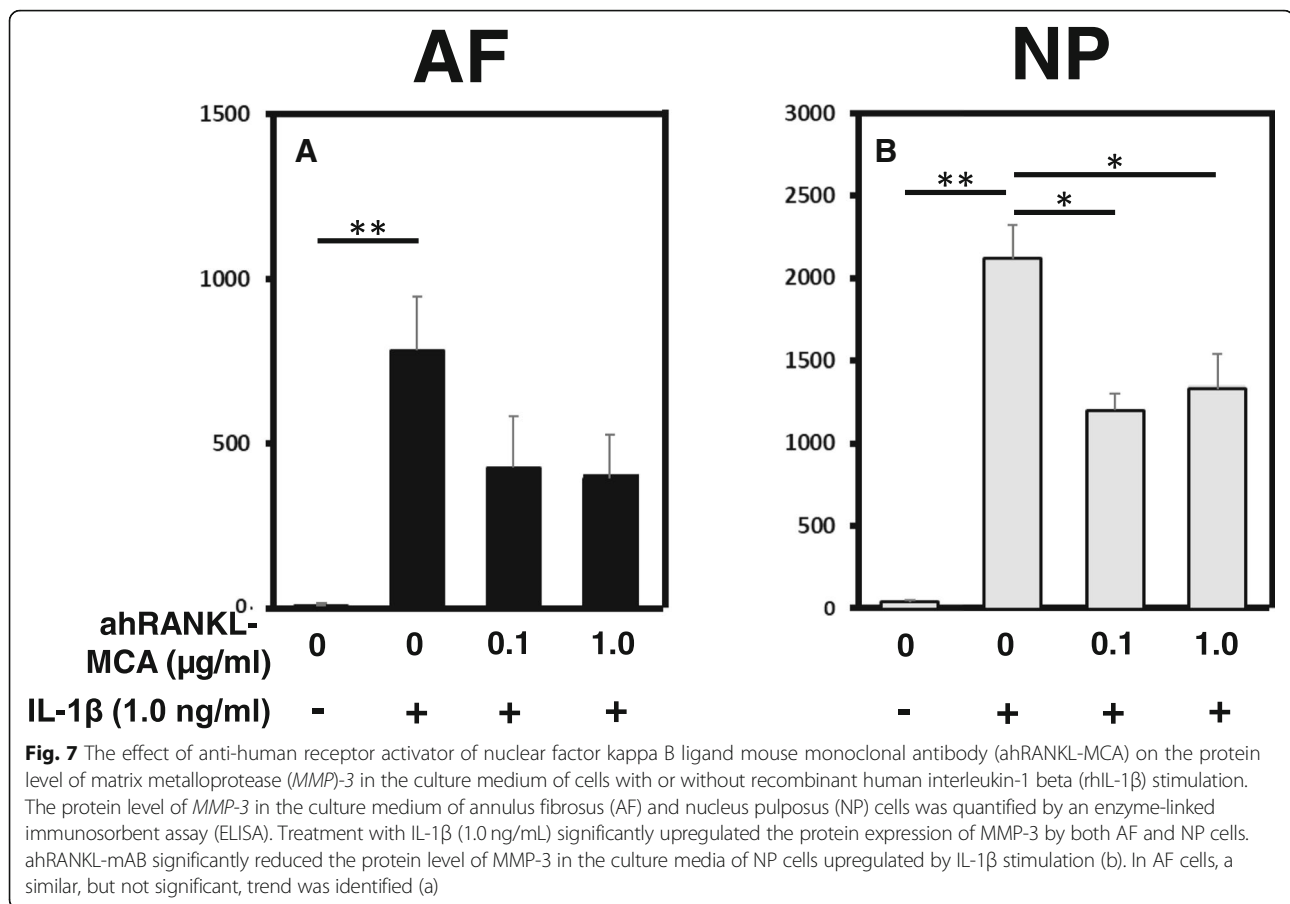 AF NP
1500
1000
500
0.
A
**
3000
2500
2000
1500
1000
500
0
B
**
*
*
ahRANKL-
MCA (µg/ml) 0 0 0.1 1.0 0 0 0.1 1.0
IL-1β (1.0 ng/ml) - + + + - + + +
Fig. 7 The effect of anti-human receptor activator of nuclear factor kappa B ligand mouse monoclonal antibody (ahRANKL-MCA) on the protein
level of matrix metalloprotease (MMP)-3 in the culture medium of cells with or without recombinant human interleukin-1 beta (rhIL-1β) stimulation.
The protein level of MMP-3 in the culture medium of annulus fibrosus (AF) and nucleus pulposus (NP) cells was quantified by an enzyme-linked
immunosorbent assay (ELISA). Treatment with IL-1β (1.0 ng/mL) significantly upregulated the protein expression of MMP-3 by both AF and NP cells.
ahRANKL-mAB significantly reduced the protein level of MMP-3 in the culture media of NP cells upregulated by IL-1β stimulation (b). In AF cells, a
similar, but not significant, trend was identified (a)